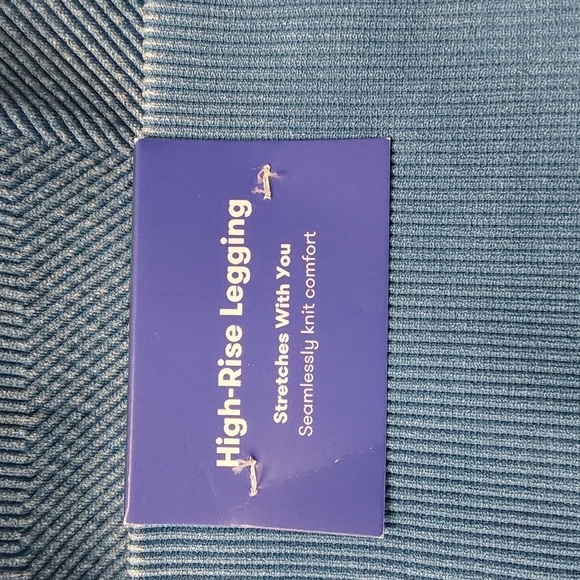 High-Rise Legging
Stretches With You
Seamlessly knit comfort